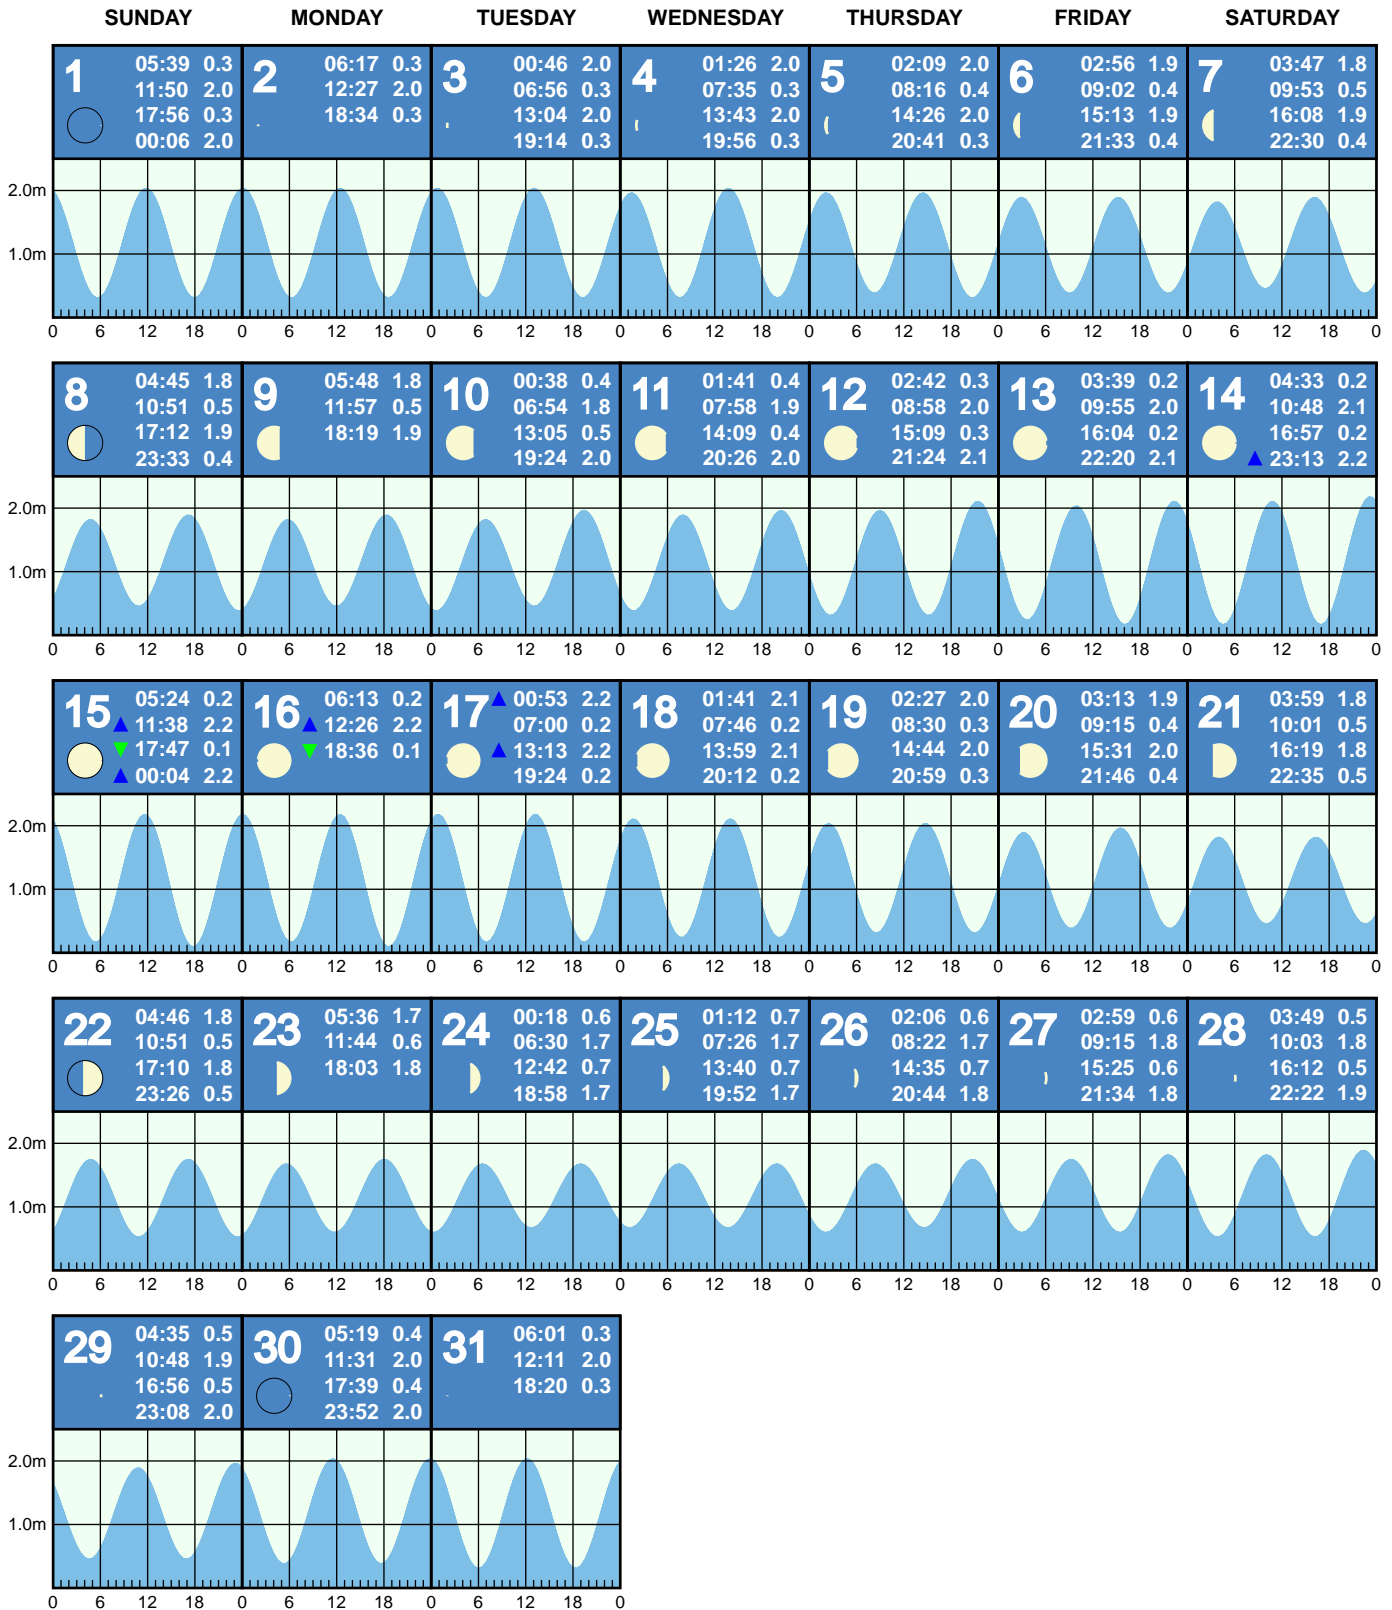 SUNDAY MONDAY TUESDAY WEDNESDAY THURSDAY FRIDAY SATURDAY
1 05:39 0.3
11:50 2.0
17:56 0.3
00:06 2.0
2 06:17 0.3
12:27 2.0
18:34 0.3
3 00:46 2.0
06:56 0.3
13:04 2.0
19:14 0.3
4 01:26 2.0
07:35 0.3
13:43 2.0
19:56 0.3
5 02:09 2.0
08:16 0.4
14:26 2.0
20:41 0.3
6 02:56 1.9
09:02 0.4
15:13 1.9
21:33 0.4
7 03:47 1.8
09:53 0.5
16:08 1.9
22:30 0.4
2.0m
1.0m
0 6 12 18 0 6 12 18 0 6 12 18 0 6 12 18 0 6 12 18 0 6 12 18 0 6 12 18 0
8 04:45 1.8
10:51 0.5
17:12 1.9
23:33 0.4
9 05:48 1.8
11:57 0.5
18:19 1.9
10 00:38 0.4
06:54 1.8
13:05 0.5
19:24 2.0
11 01:41 0.4
07:58 1.9
14:09 0.4
20:26 2.0
12 02:42 0.3
08:58 2.0
15:09 0.3
21:24 2.1
13 03:39 0.2
09:55 2.0
16:04 0.2
22:20 2.1
14 04:33 0.2
10:48 2.1
16:57 0.2
23:13 2.2
2.0m
1.0m
0 6 12 18 0 6 12 18 0 6 12 18 0 6 12 18 0 6 12 18 0 6 12 18 0 6 12 18 0
15 05:24 0.2
11:38 2.2
17:47 0.1
00:04 2.2
16 06:13 0.2
12:26 2.2
18:36 0.1
17 00:53 2.2
07:00 0.2
13:13 2.2
19:24 0.2
18 01:41 2.1
07:46 0.2
13:59 2.1
20:12 0.2
19 02:27 2.0
08:30 0.3
14:44 2.0
20:59 0.3
20 03:13 1.9
09:15 0.4
15:31 2.0
21:46 0.4
21 03:59 1.8
10:01 0.5
16:19 1.8
22:35 0.5
2.0m
1.0m
0 6 12 18 0 6 12 18 0 6 12 18 0 6 12 18 0 6 12 18 0 6 12 18 0 6 12 18 0
22 04:46 1.8
10:51 0.5
17:10 1.8
23:26 0.5
23 05:36 1.7
11:44 0.6
18:03 1.8
24 00:18 0.6
06:30 1.7
12:42 0.7
18:58 1.7
25 01:12 0.7
07:26 1.7
13:40 0.7
19:52 1.7
26 02:06 0.6
08:22 1.7
14:35 0.7
20:44 1.8
27 02:59 0.6
09:15 1.8
15:25 0.6
21:34 1.8
28 03:49 0.5
10:03 1.8
16:12 0.5
22:22 1.9
2.0m
1.0m
0 6 12 18 0 6 12 18 0 6 12 18 0 6 12 18 0 6 12 18 0 6 12 18 0 6 12 18 0
29 04:35 0.5
10:48 1.9
16:56 0.5
23:08 2.0
30 05:19 0.4
11:31 2.0
17:39 0.4
23:52 2.0
31 06:01 0.3
12:11 2.0
18:20 0.3
2.0m
1.0m
0 6 12 18 0 6 12 18 0 6 12 18 0